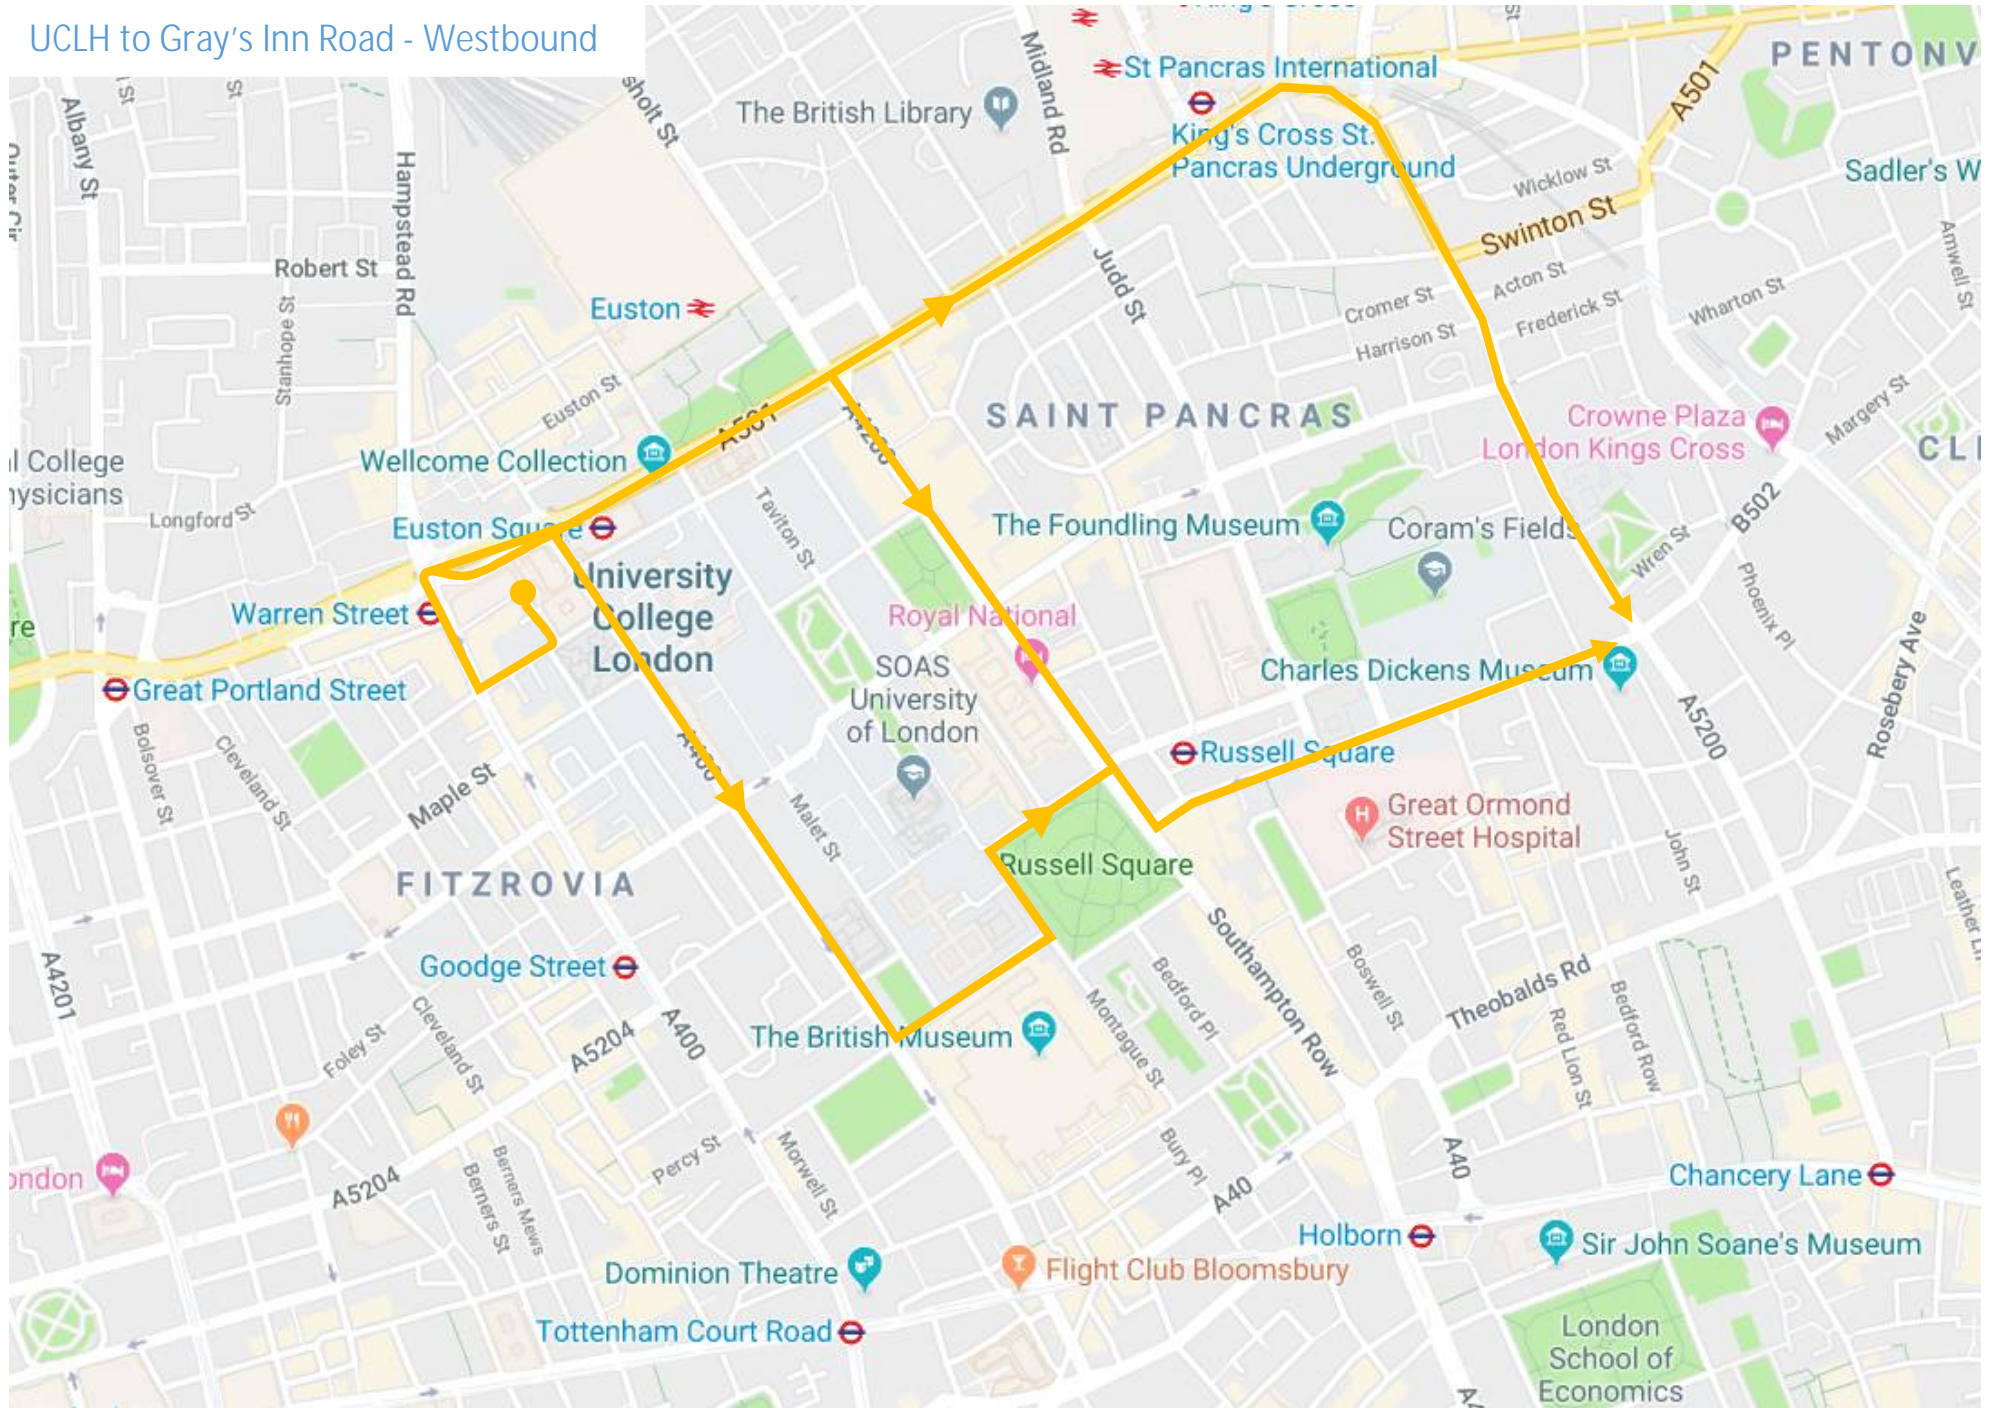 UCLH to Gray's Inn Road - Westbound
St Pancras International
PENTONV
A501
Midland Rd
The British Library
King's Cross St.
Pancras Underground
Albany St
St
St
St
Hampstead Rd
Wicklow St
Sadler's W
Swinton St
Amwell St
Robert St
Judd St
Acton St
Cromer St
Frederick St
Wharton St
Harrison St
Euston
Stanhope St
Euston St
A501
SAINT PANCRAS
Crowne Plaza
London Kings Cross
Margery St
CL
l College
hysicians
Wellcome Collection
Longford St
Euston Square
Taviton St
The Foundling Museum
Coram's Fields
B502
Wren St
Phoenix Pl
University
College
London
Warren Street
re
Royal National
SOAS
University
of London
Charles Dickens Museum
Great Portland Street
Rosebery Ave
A5200
Bolsover St
Cleveland St
Maple St
Russell Square
Malet St
Great Ormond
Street Hospital
John St
FITZROVIA
Russell Square
Leather
Southampton Row
A4201
Goodge Street
Bedford Pl
Boswell St
Theobalds Rd
Montague St
Red Lion St
Bedford Row
Foley St
Cleveland St
A5204
A400
The British Museum
Percy St
Morwell St
Bury Pl
A40
A40
Berners Mews
Berners St
A5204
ondon
Chancery Lane
Holborn
Sir John Soane's Museum
Dominion Theatre
Flight Club Bloomsbury
Tottenham Court Road
London
School of
Economics